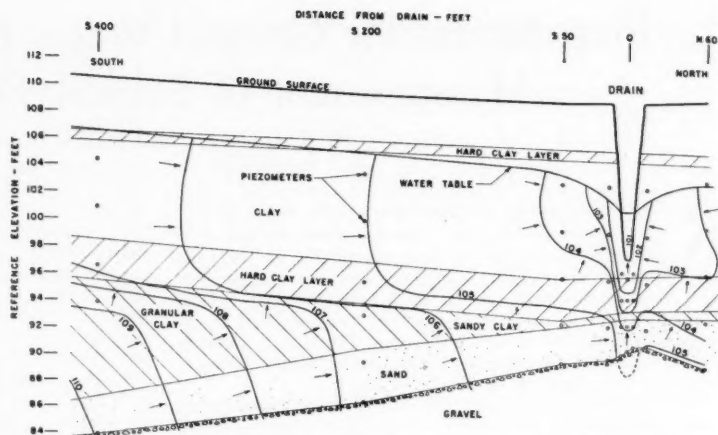 DISTANCE FROM DRAIN – FEET
S 400
S 200
S 50
0
N 60
SOUTH
NORTH
DRAIN
GROUND SURFACE
REFERENCE ELEVATION – FEET
112
110
108
106
104
102
100
98
96
94
92
90
88
86
84
HARD CLAY LAYER
PIEZOMETERS
WATER TABLE
CLAY
HARD CLAY LAYER
GRANULAR CLAY
SANDY CLAY
SAND
GRAVEL
110
109
108
107
106
105
104
103
101
102
103
104
105